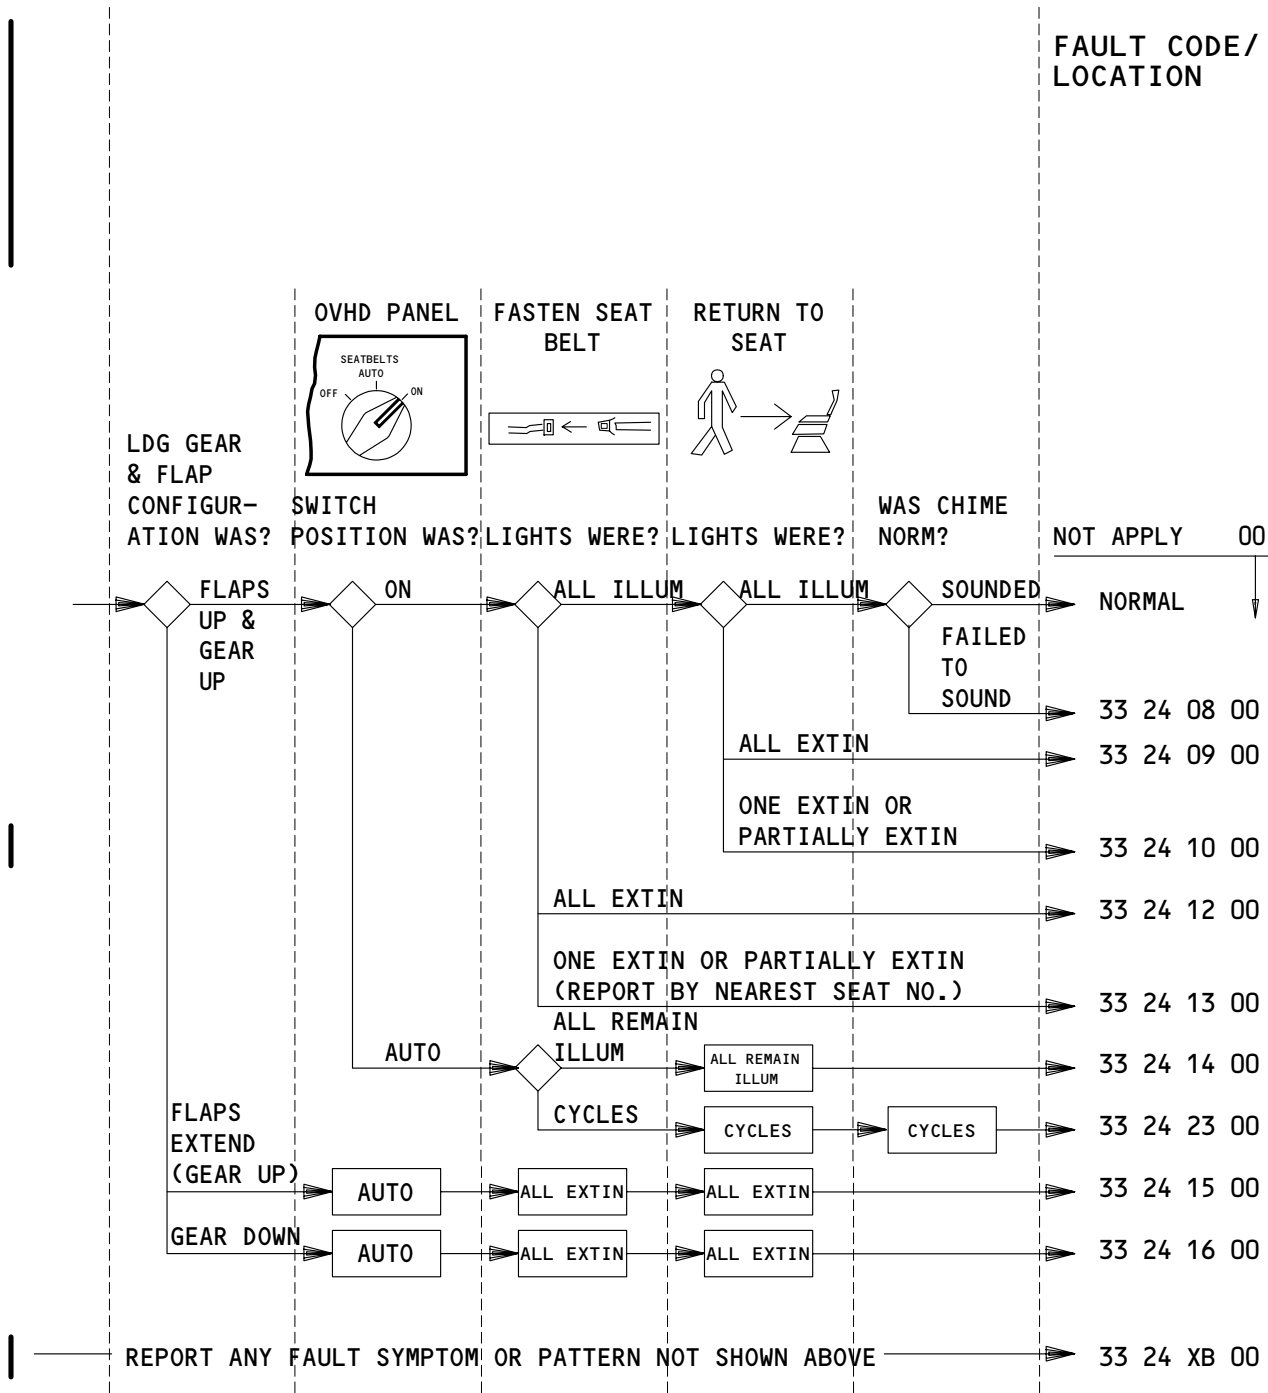 FAULT CODE/
LOCATION
OVHD PANEL
FASTEN SEAT
BELT
RETURN TO
SEAT
SEATBELTS
AUTO
OFF
ON
LDG GEAR
& FLAP
CONFIGUR-
ATION WAS?
SWITCH
POSITION WAS?
LIGHTS WERE?
LIGHTS WERE?
WAS CHIME
NORM?
NOT APPLY 00
FLAPS
UP &
GEAR
UP
ON
ALL ILLUM
ALL ILLUM
SOUNDED
NORMAL
FAILED
TO
SOUND
33 24 08 00
ALL EXTIN
33 24 09 00
ONE EXTIN OR
PARTIALLY EXTIN
33 24 10 00
ALL EXTIN
33 24 12 00
ONE EXTIN OR PARTIALLY EXTIN
(REPORT BY NEAREST SEAT NO.)
33 24 13 00
AUTO
ALL REMAIN
ILLUM
ALL REMAIN
ILLUM
33 24 14 00
CYCLES
CYCLES
CYCLES
33 24 23 00
FLAPS
EXTEND
(GEAR UP)
AUTO
ALL EXTIN
ALL EXTIN
33 24 15 00
GEAR DOWN
AUTO
ALL EXTIN
ALL EXTIN
33 24 16 00
REPORT ANY FAULT SYMPTOM OR PATTERN NOT SHOWN ABOVE
33 24 XB 00